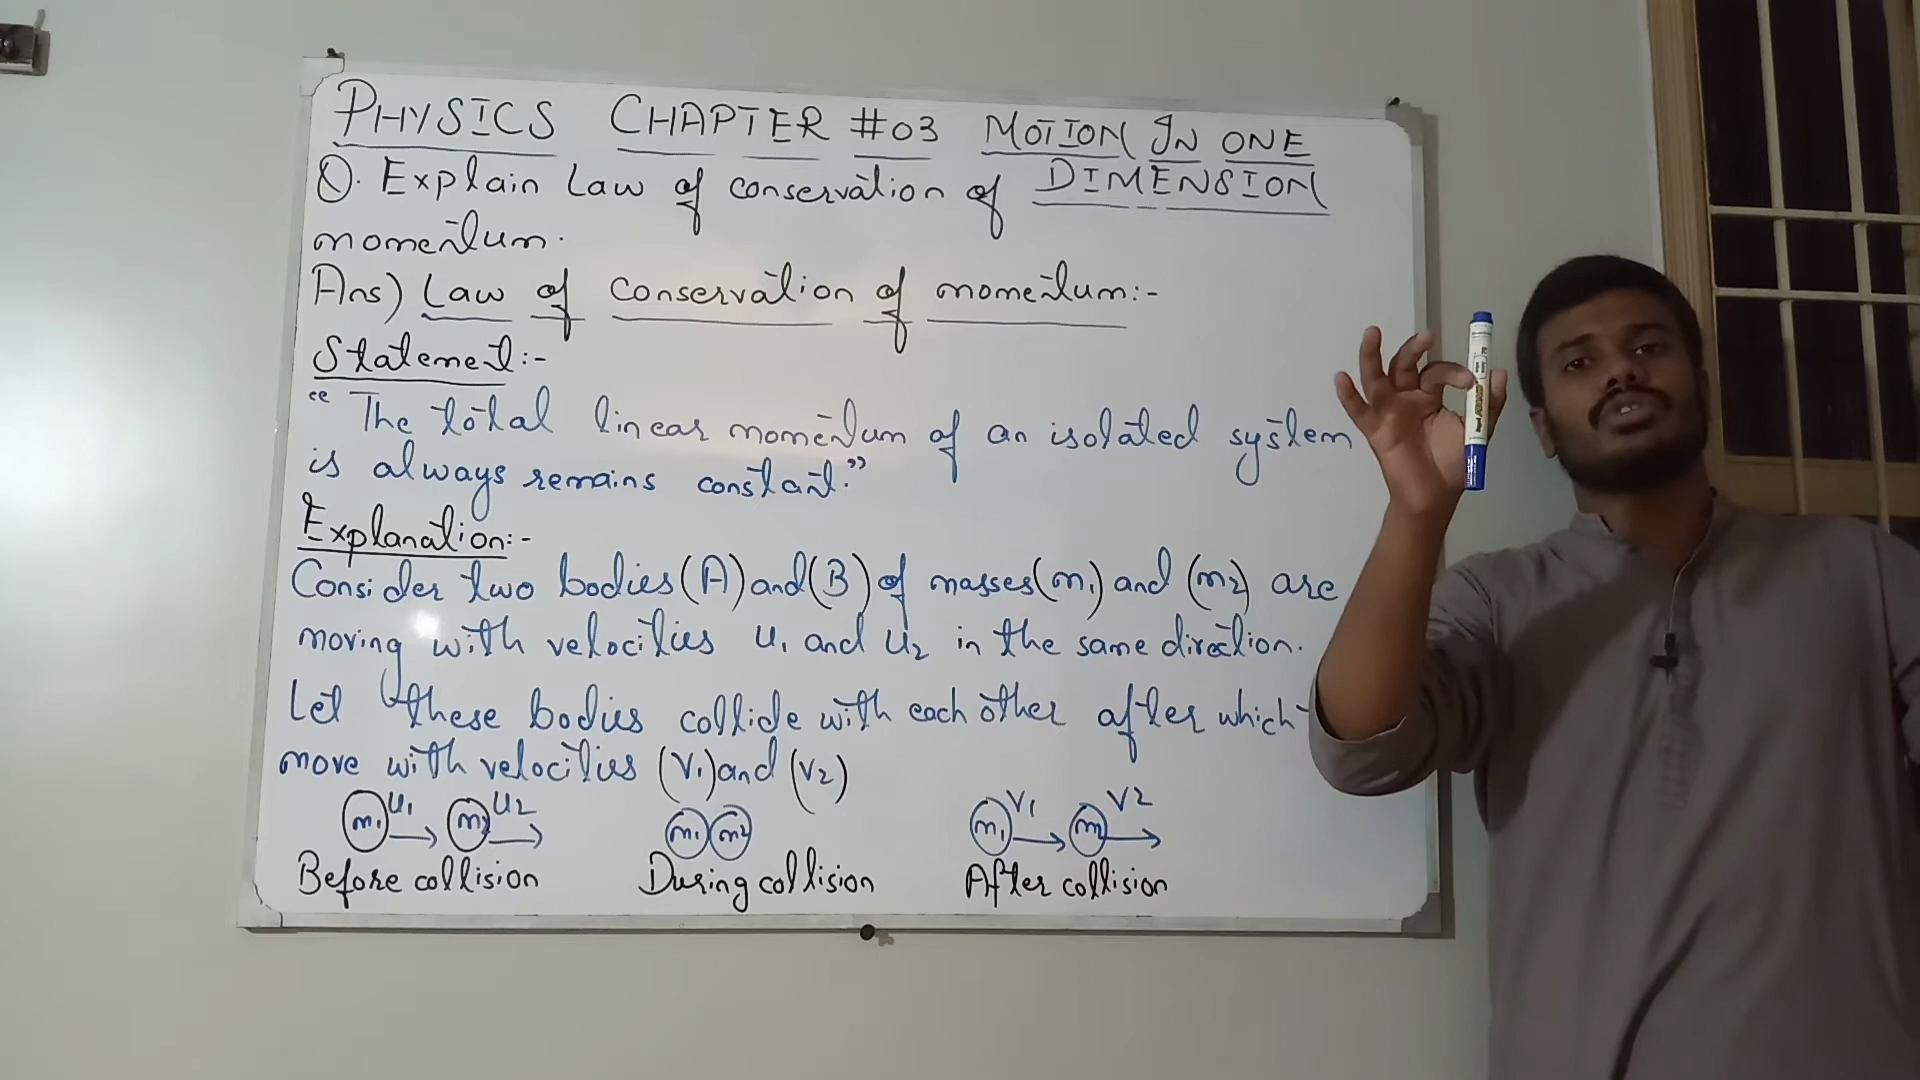 PHYSICS CHAPTER #03 MOTION IN ONE
DIMENSION
Q. Explain Law of conservation of
momentum.
Ans) Law of conservation of momentum:-
Statement:-
“The total linear momentum of an isolated system
is always remains constant.”
Explanation:-
Consider two bodies (A) and (B) of masses (m1) and (m2) are
moving with velocities u1 and u2 in the same direction.
Let these bodies collide with each other after which
move with velocities (V1) and (V2)
m1 u1 m2 u2 m1 m2 m1 V1 m V2
Before collision During collision After collision